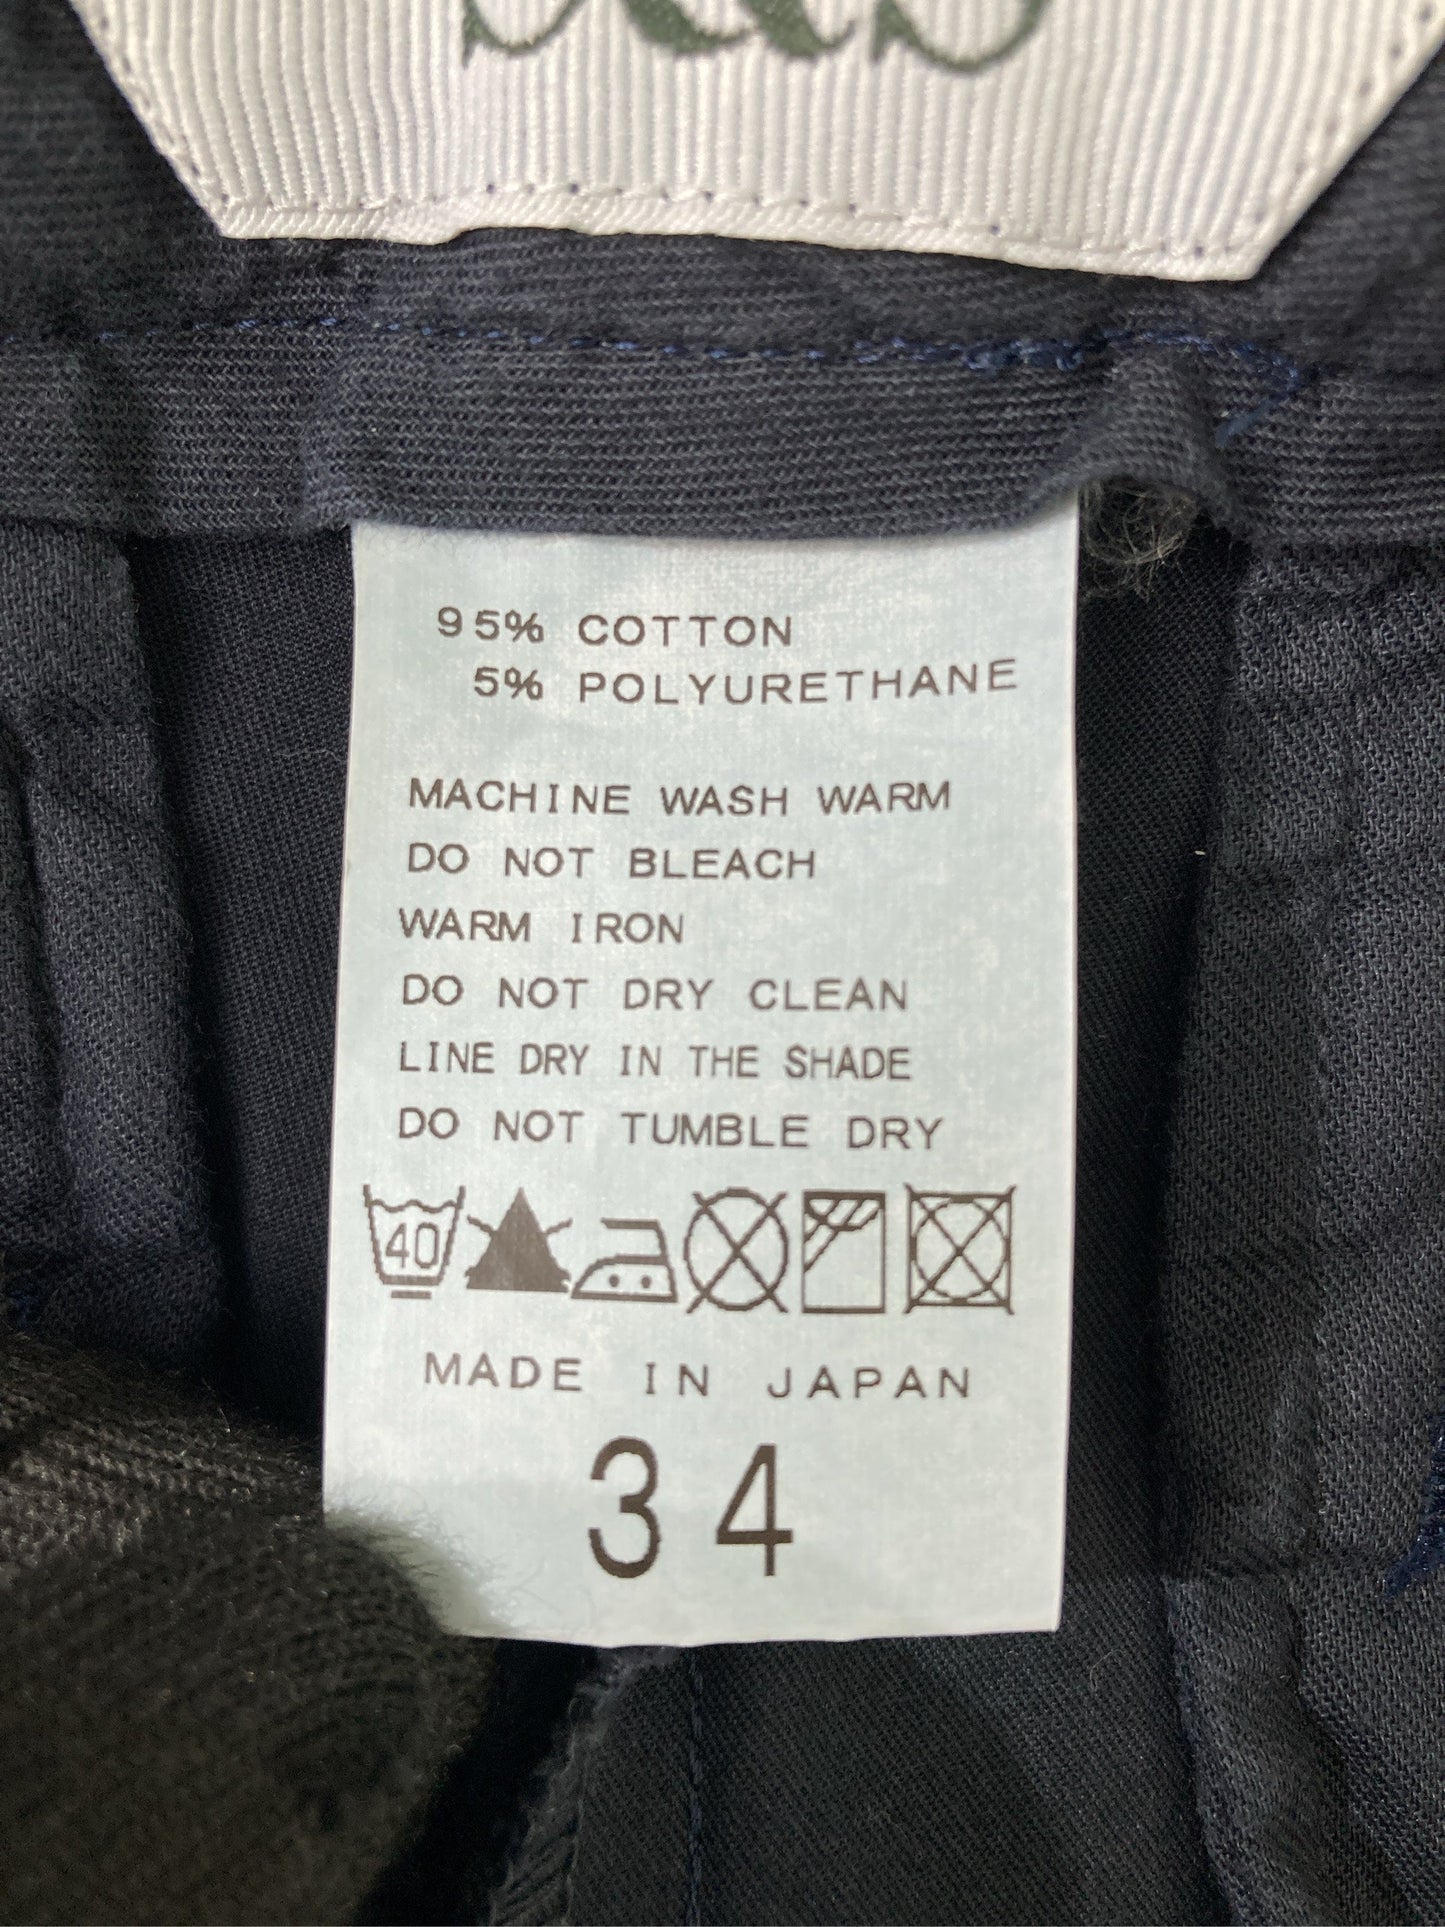 95% COTTON
5% POLYURETHANE
MACHINE WASH WARM
DO NOT BLEACH
WARM IRON
DO NOT DRY CLEAN
LINE DRY IN THE SHADE
DO NOT TUMBLE DRY
40
MADE IN JAPAN
34